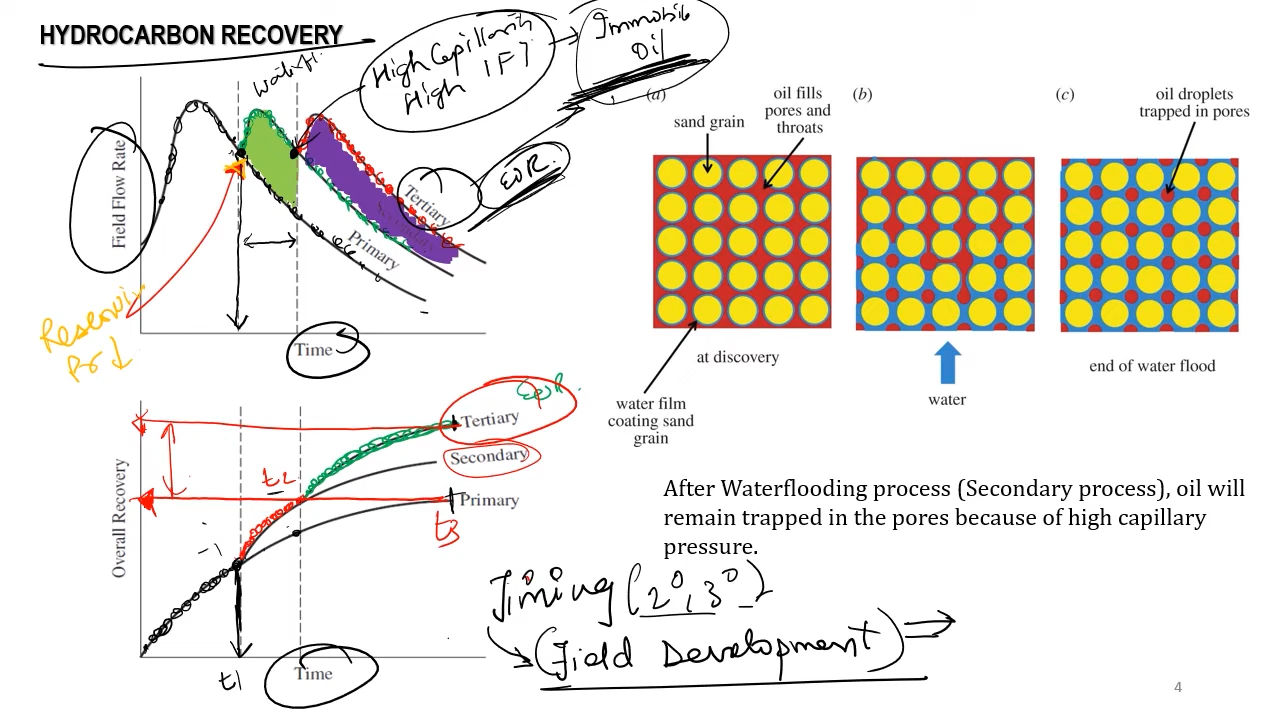 HYDROCARBON RECOVERY
High Capillarity
High IFT
Immobile
Oil
Field Flow Rate
EOR
Tertiary
Primary
Reservoir
Pr ↓
Time
(a)
sand grain
oil fills
pores and
throats
at discovery
water film
coating sand
grain
(b)
water
(c)
oil droplets
trapped in pores
end of water flood
Overall Recovery
EOR
Tertiary
Secondary
Primary
t2
t3
t1
Time
After Waterflooding process (Secondary process), oil will
remain trapped in the pores because of high capillary
pressure.
Timing (2°, 3°)
(Field Development)
4